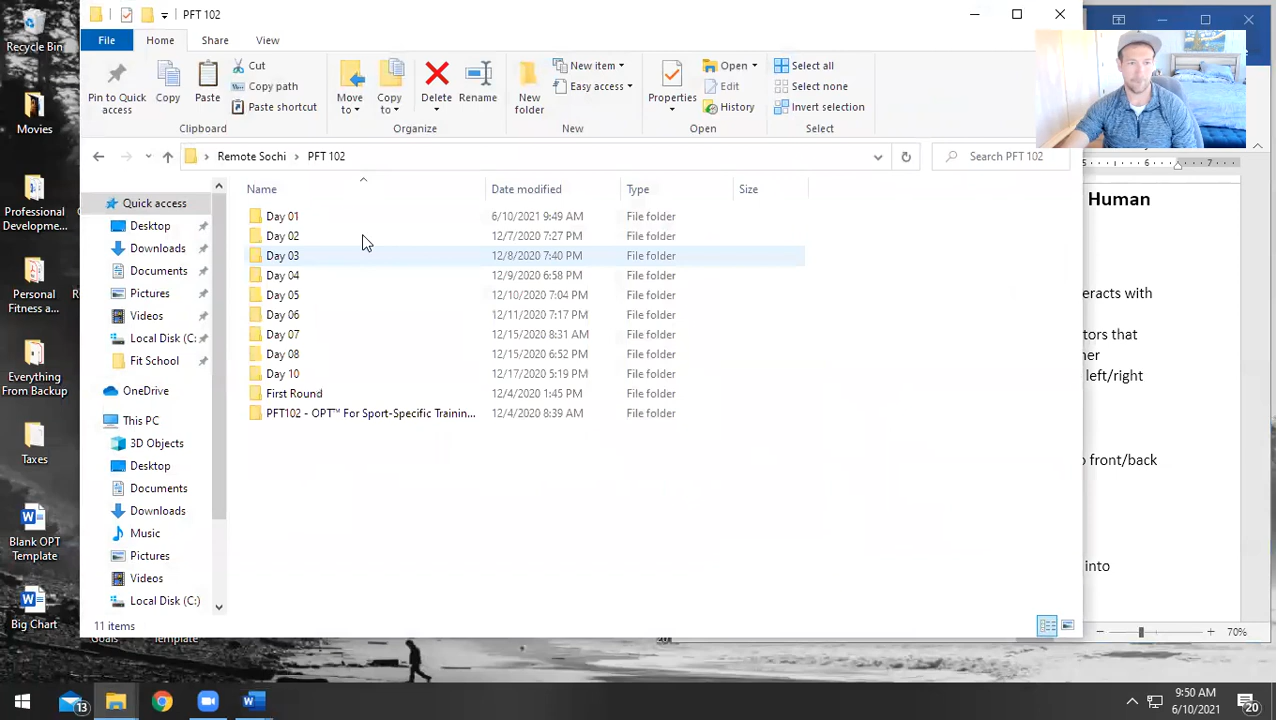 PFT 102
File
Home
Share
View
Pin to Quick access
Copy
Paste
Cut
Copy path
Paste shortcut
Clipboard
Move to
Copy to
Delete
Rename
Organize
New folder
New item
Easy access
New
Properties
Open
Edit
History
Open
Select all
Select none
Invert selection
Select
Remote Sochi
PFT 102
Search PFT 102
Name
Date modified
Type
Size
Day 01 6/10/2021 9:49 AM File folder
Day 02 12/7/2020 7:27 PM File folder
Day 03 12/8/2020 7:40 PM File folder
Day 04 12/9/2020 6:58 PM File folder
Day 05 12/10/2020 7:04 PM File folder
Day 06 12/11/2020 7:17 PM File folder
Day 07 12/15/2020 8:31 AM File folder
Day 08 12/15/2020 6:52 PM File folder
Day 10 12/17/2020 5:19 PM File folder
First Round 12/4/2020 1:45 PM File folder
PFT102 - OPT™ For Sport-Specific Trainin... 12/4/2020 8:39 AM File folder
Quick access
Desktop
Downloads
Documents
Pictures
Videos
Local Disk (C:
Fit School
OneDrive
This PC
3D Objects
Desktop
Documents
Downloads
Music
Pictures
Videos
Local Disk (C:)
11 items
Recycle Bin
Movies
Professional Developme...
Personal Fitness a...
Everything From Backup
Taxes
Blank OPT Template
Big Chart
Goals
Template
5
6
7
Human
eracts with
tors that
her
left/right
o front/back
into
70%
13
9:50 AM
6/10/2021
20